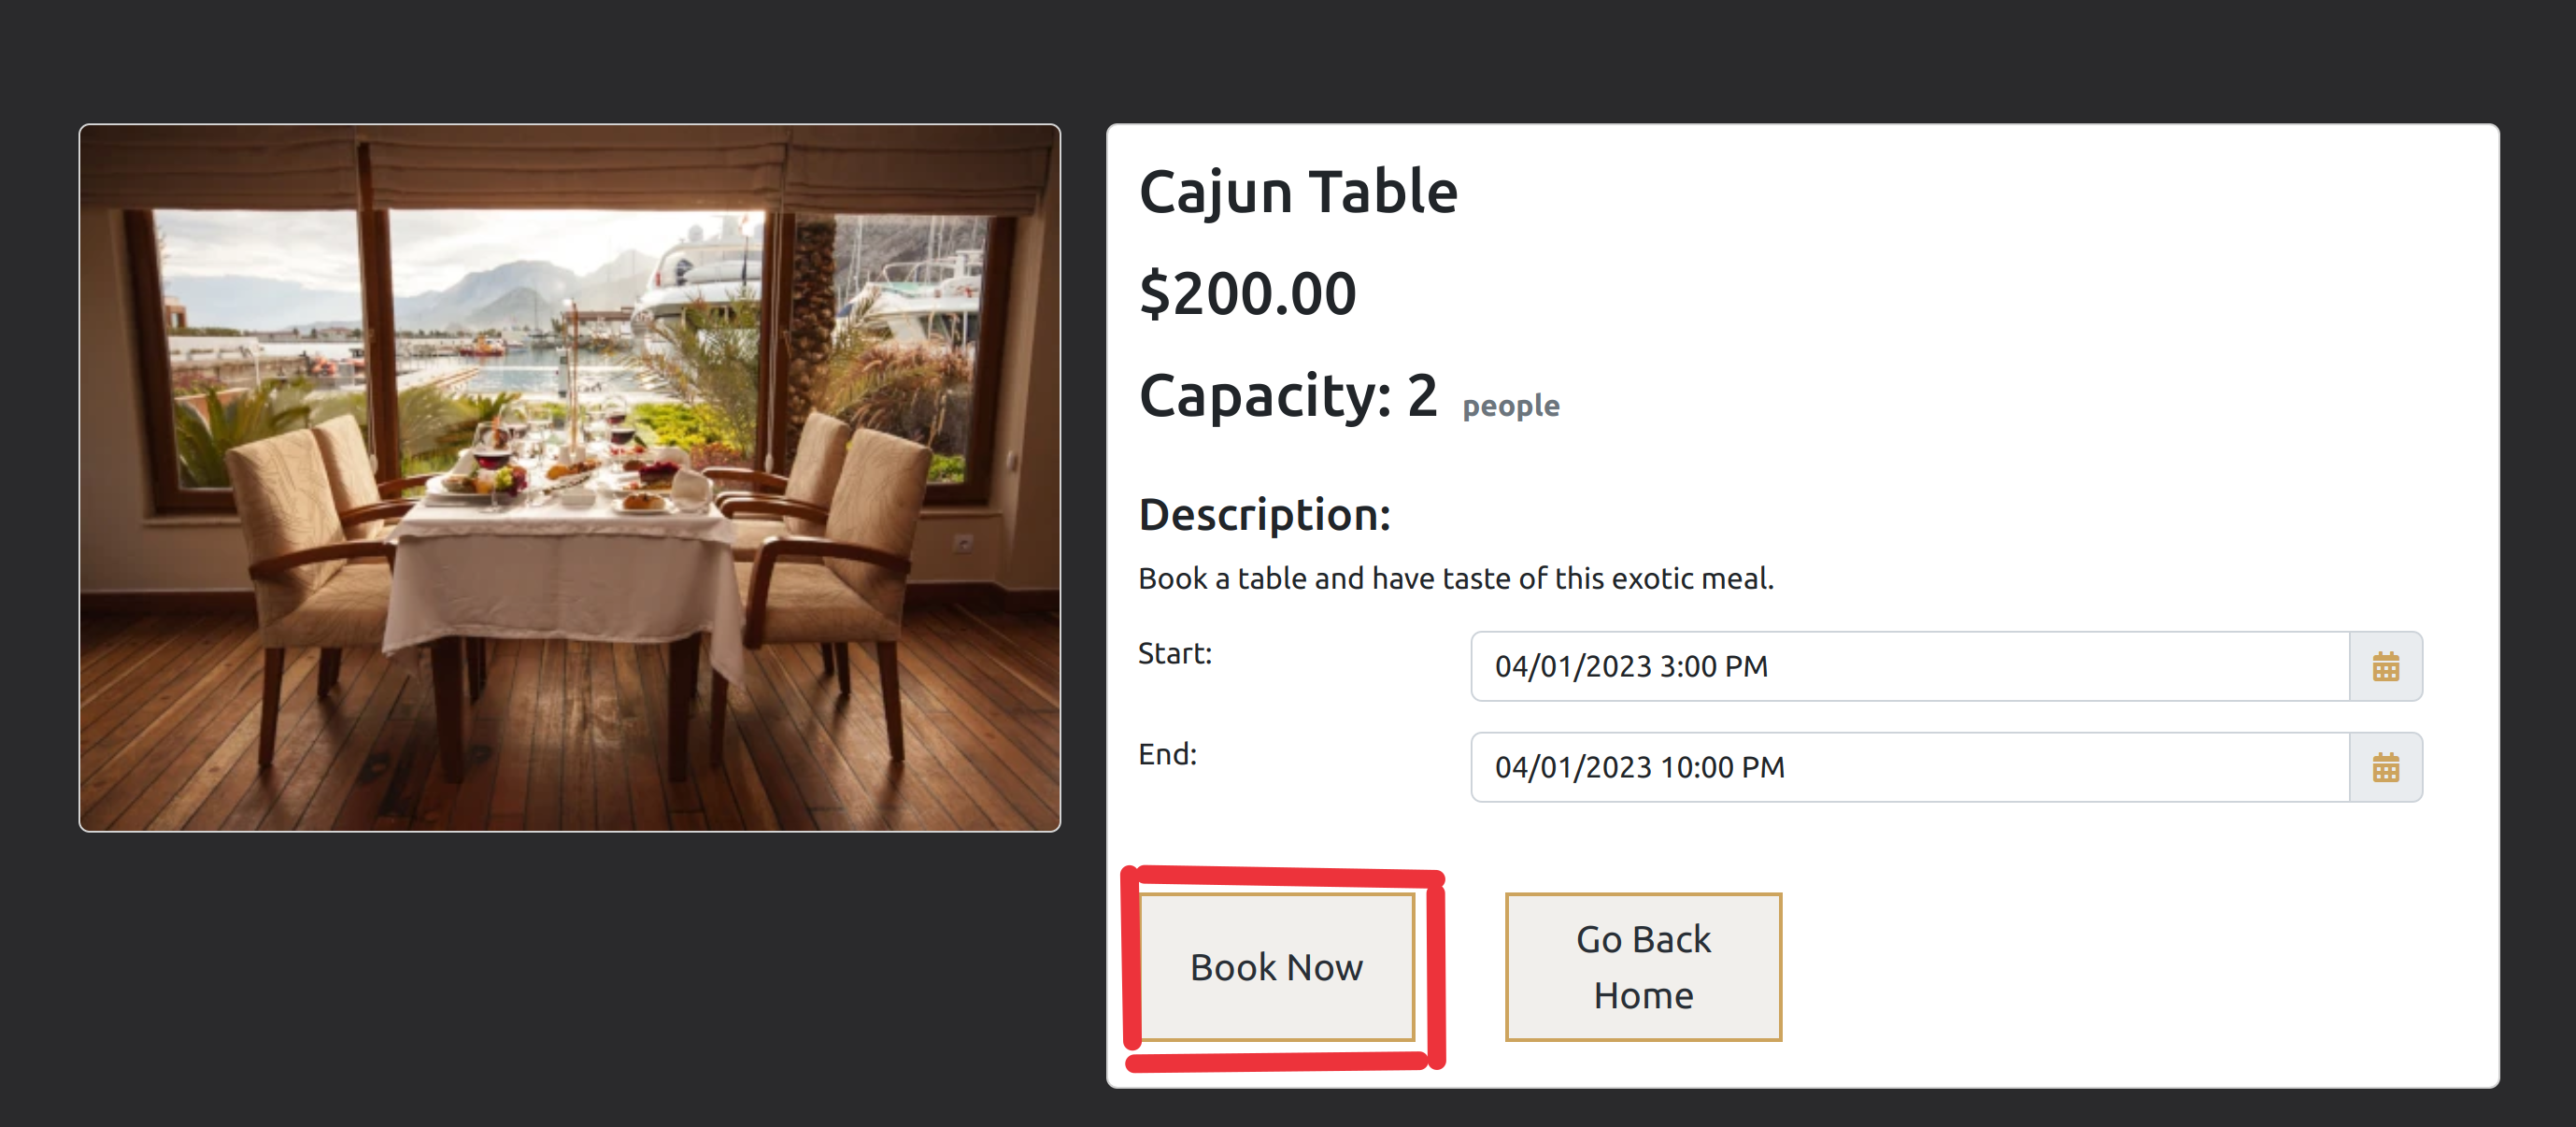 Cajun Table
$200.00
Capacity: 2 people
Description:
Book a table and have taste of this exotic meal.
Start:
04/01/2023 3:00 PM
End:
04/01/2023 10:00 PM
Book Now
Go Back
Home